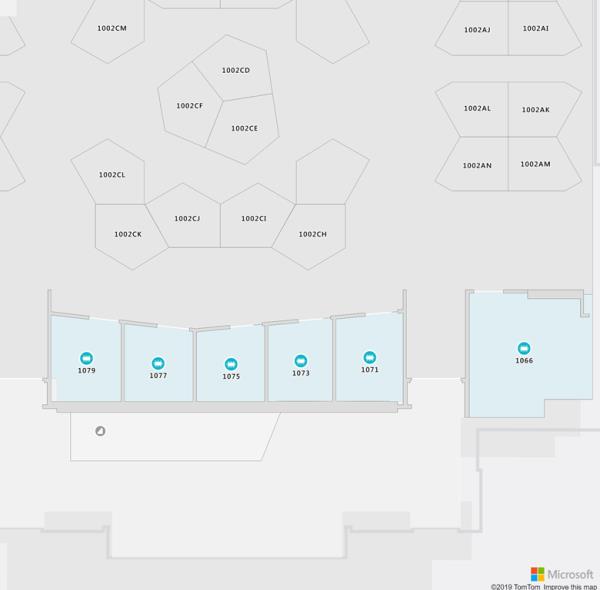 1002CM
1002AJ
1002AI
1002CD
1002CF
1002CE
1002AL
1002AK
1002AN
1002AM
1002CL
1002CJ
1002CI
1002CK
1002CH
1079
1077
1075
1073
1071
1066
Microsoft
©2019 TomTom Improve this map